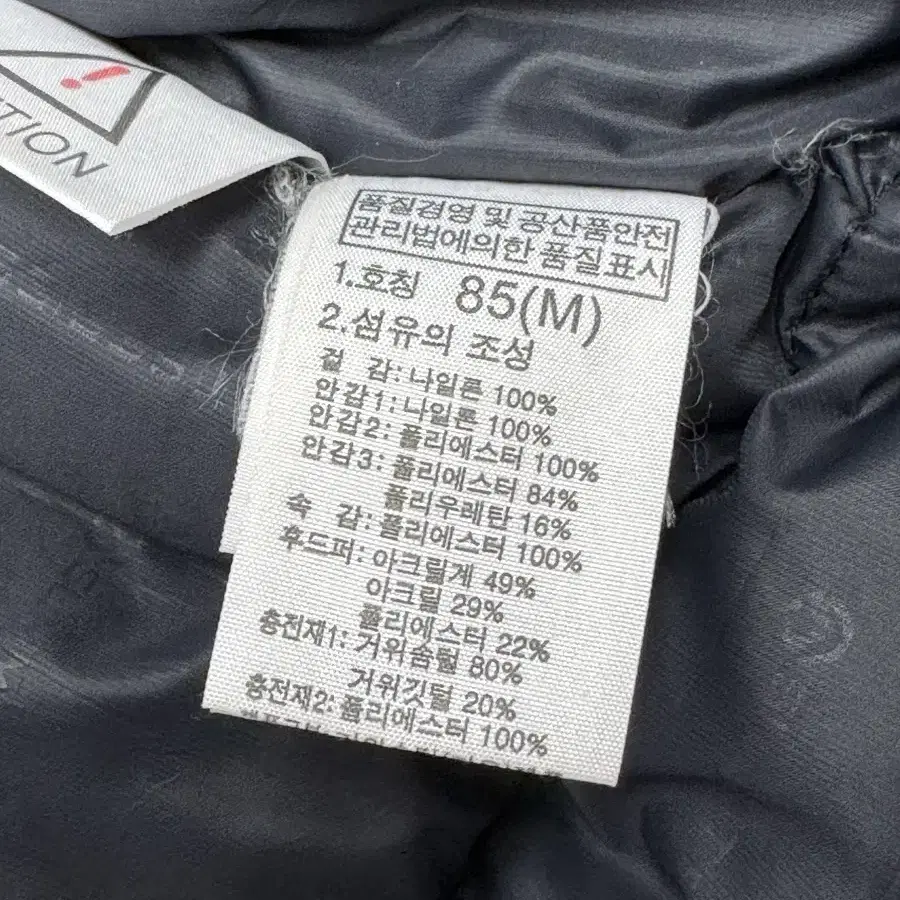 !
TION
품질경영 및 공산품안전
관리법에의한 품질표시
1.호칭 85(M)
2.섬유의 조성
겉 감: 나일론 100%
안감1: 나일론 100%
안감2: 폴리에스터 100%
안감3: 폴리에스터 84%
폴리우레탄 16%
속 감: 폴리에스터 100%
후드퍼: 아크릴계 49%
아크릴 29%
폴리에스터 22%
충전재1: 거위솜털 80%
거위깃털 20%
충전재2: 폴리에스터 100%